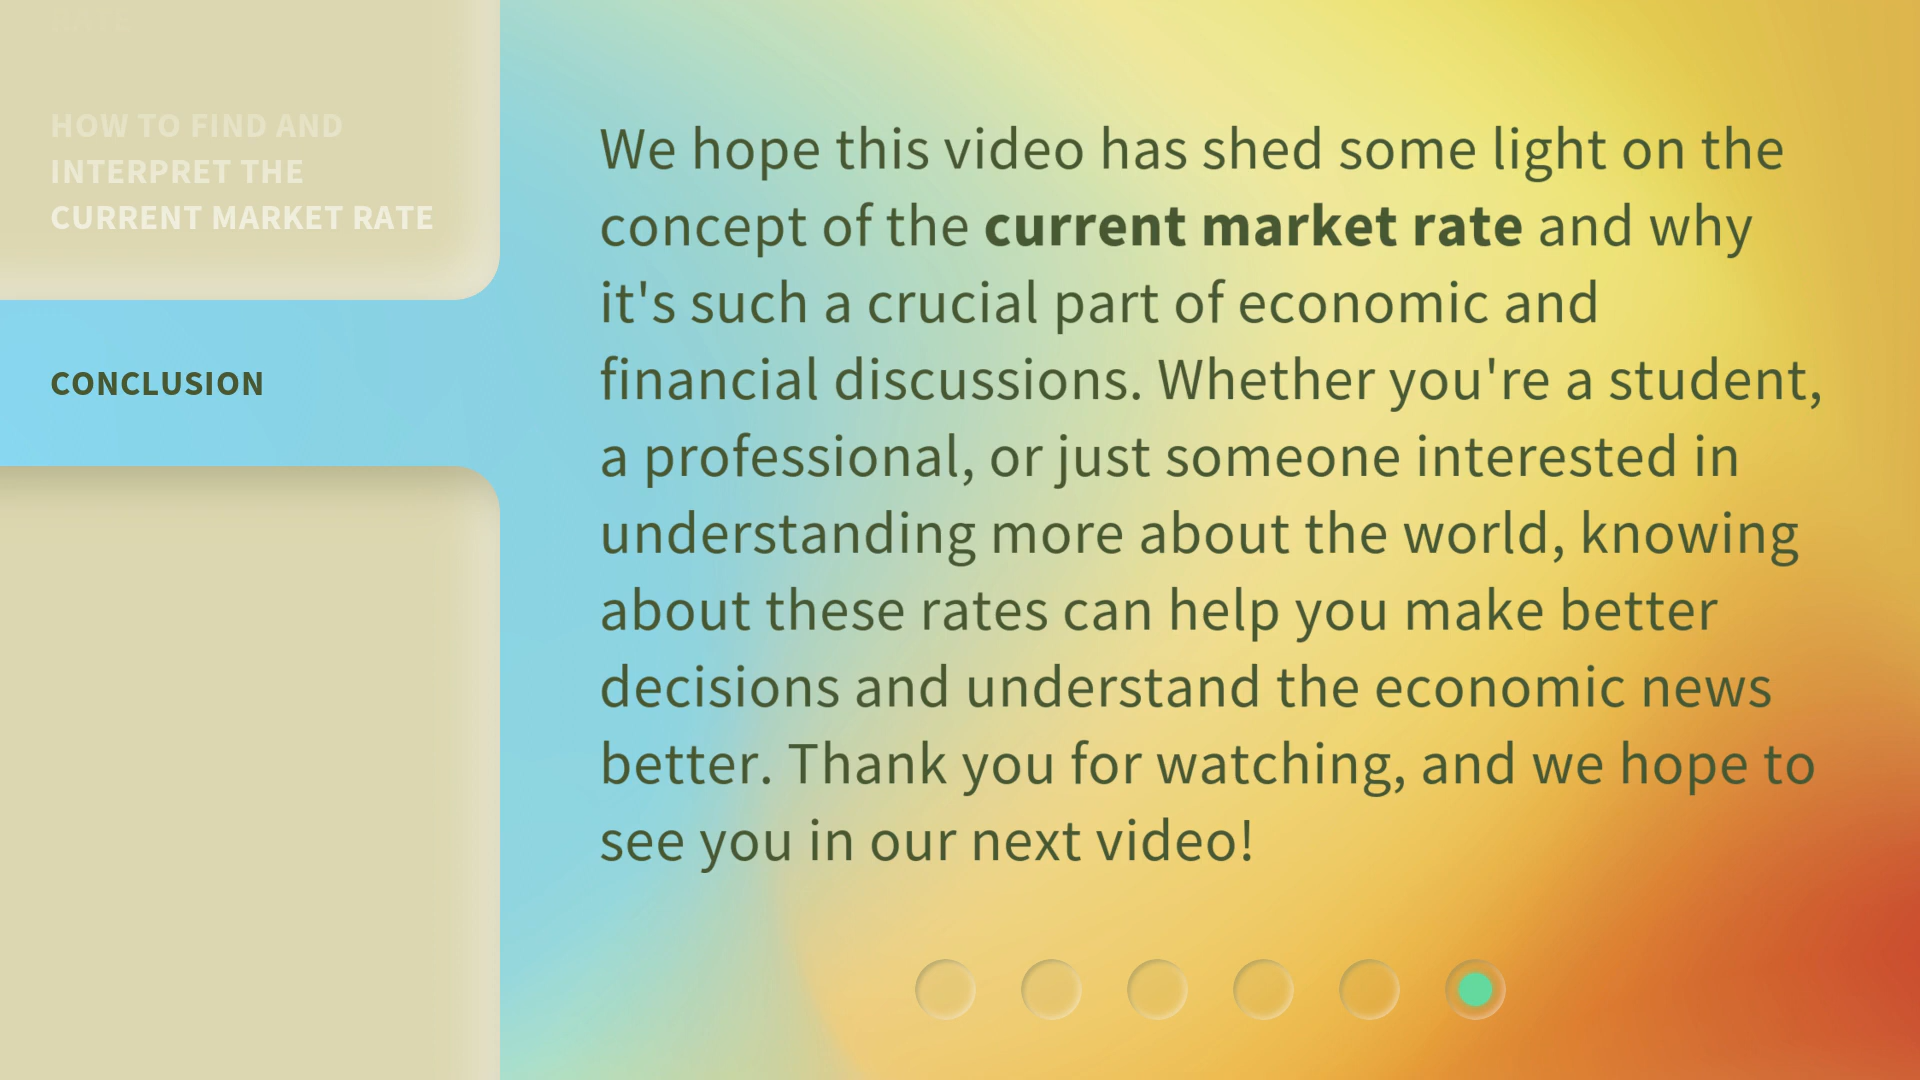 RATE
HOW TO FIND AND
INTERPRET THE
CURRENT MARKET RATE
CONCLUSION
We hope this video has shed some light on the
concept of the current market rate and why
it's such a crucial part of economic and
financial discussions. Whether you're a student,
a professional, or just someone interested in
understanding more about the world, knowing
about these rates can help you make better
decisions and understand the economic news
better. Thank you for watching, and we hope to
see you in our next video!